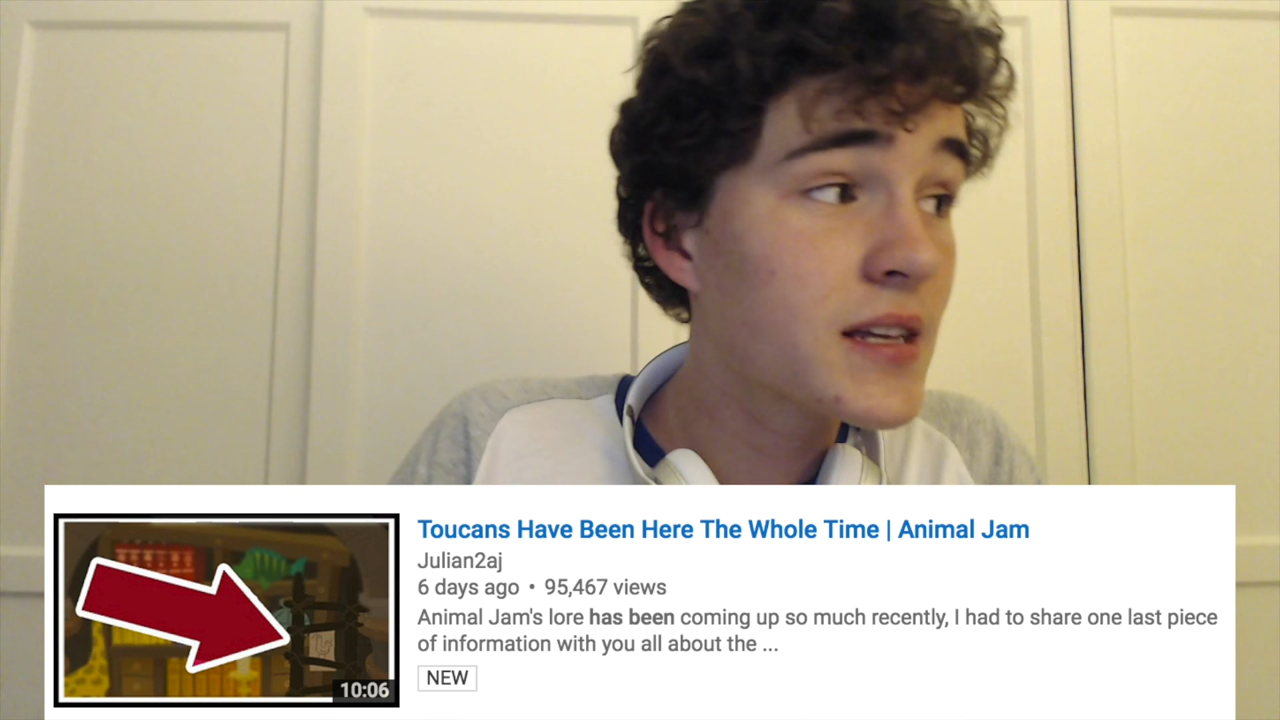 Toucans Have Been Here The Whole Time | Animal Jam
Julian2aj
6 days ago • 95,467 views
Animal Jam's lore has been coming up so much recently, I had to share one last piece
of information with you all about the ...
NEW
10:06